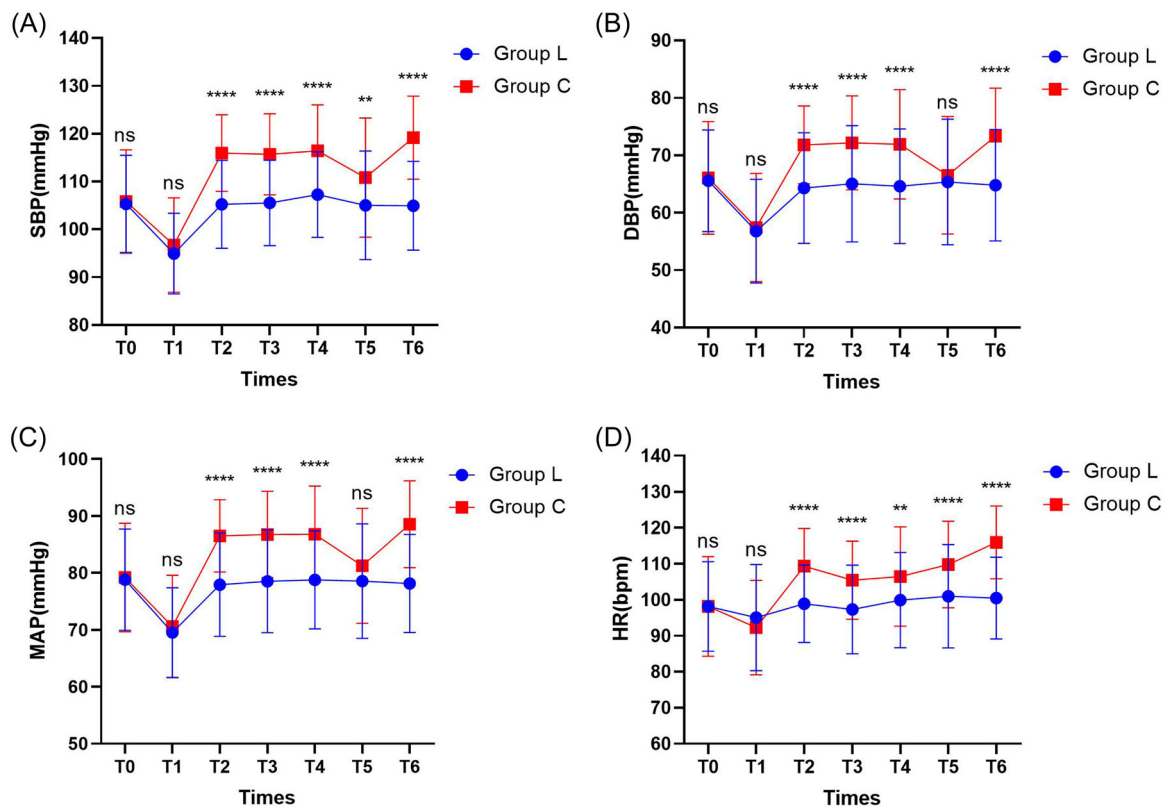 (A)
140
130
120
110
100
90
80
SBP(mmHg)
ns
ns
****
****
****
**
****
T0 T1 T2 T3 T4 T5 T6
Times
Group L
Group C
(B)
90
80
70
60
50
40
DBP(mmHg)
ns
ns
****
****
****
ns
****
T0 T1 T2 T3 T4 T5 T6
Times
Group L
Group C
(C)
100
90
80
70
60
50
MAP(mmHg)
ns
ns
****
****
****
ns
****
T0 T1 T2 T3 T4 T5 T6
Times
Group L
Group C
(D)
140
130
120
110
100
90
80
70
60
HR(bpm)
ns
ns
****
****
**
****
****
T0 T1 T2 T3 T4 T5 T6
Times
Group L
Group C